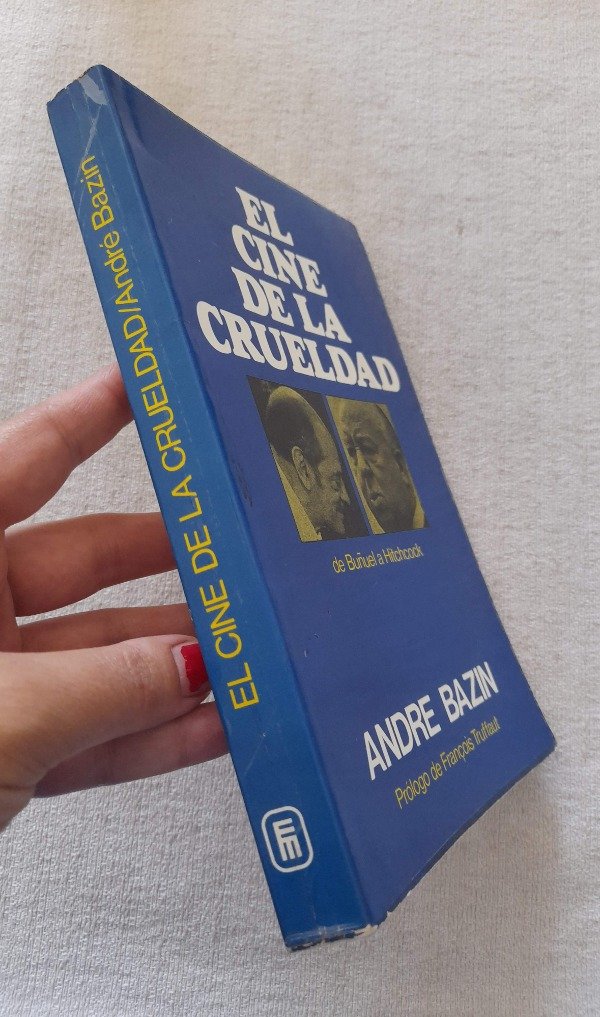 EL CINE DE LA CRUELDAD/André Bazin
EL
CINE
DE LA
CRUELDAD
de Buñuel a Hitchcock
ANDRE BAZIN
Prólogo de François Truffaut